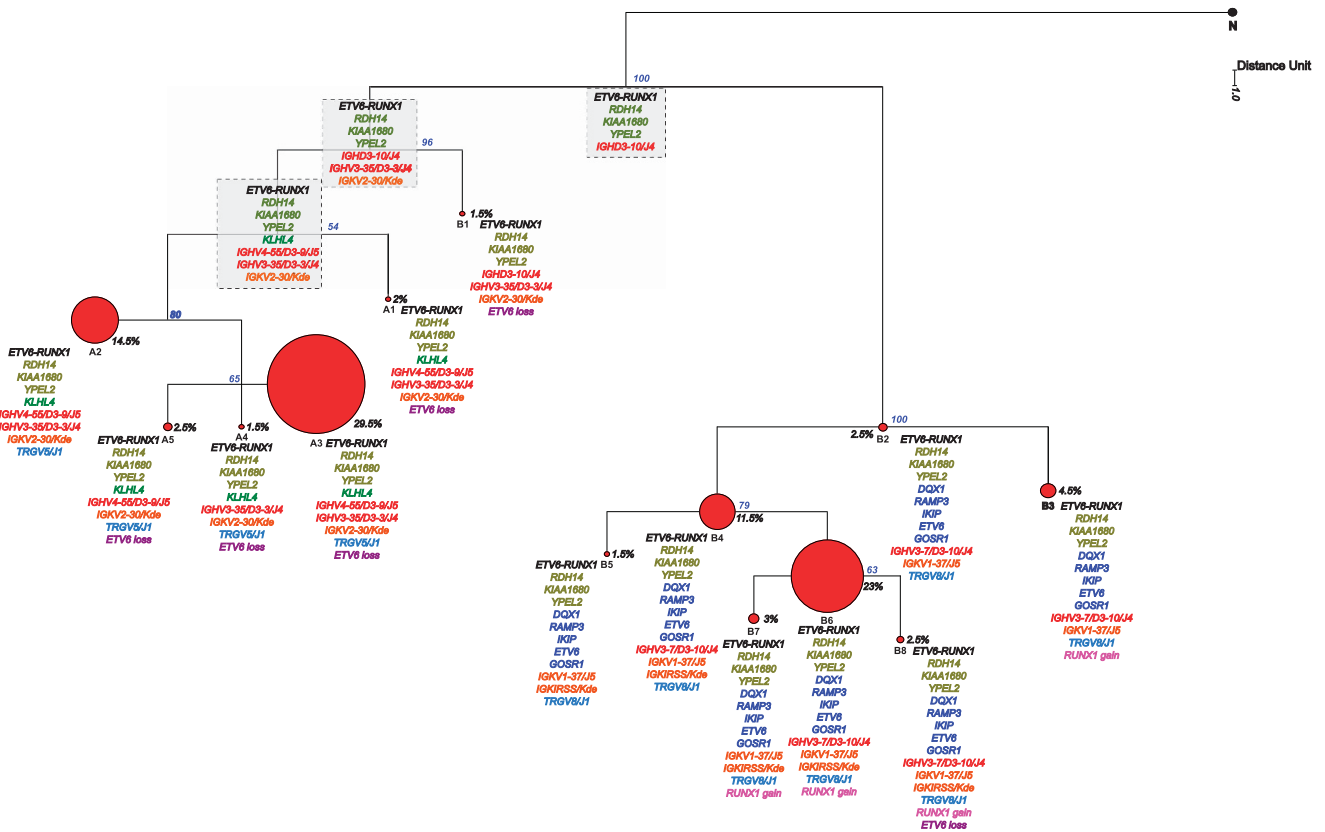 N
Distance Unit
1.0
100
ETV6-RUNX1
RDH14
KIAA1680
YPEL2
IGHD3-10/J4
ETV6-RUNX1
RDH14
KIAA1680
YPEL2
IGHD3-10/J4
IGHV3-35/D3-3/J4
IGKV2-30/Kde
96
ETV6-RUNX1
RDH14
KIAA1680
YPEL2
KLHL4
IGHV4-55/D3-9/J5
IGHV3-35/D3-3/J4
IGKV2-30/Kde
54
1.5%
B1
ETV6-RUNX1
RDH14
KIAA1680
YPEL2
IGHD3-10/J4
IGHV3-35/D3-3/J4
IGKV2-30/Kde
ETV6 loss
2%
A1
ETV6-RUNX1
RDH14
KIAA1680
YPEL2
KLHL4
IGHV4-55/D3-9/J5
IGHV3-35/D3-3/J4
IGKV2-30/Kde
ETV6 loss
80
14.5%
A2
ETV6-RUNX1
RDH14
KIAA1680
YPEL2
KLHL4
IGHV4-55/D3-9/J5
IGHV3-35/D3-3/J4
IGKV2-30/Kde
TRGV5/J1
65
2.5%
A5
ETV6-RUNX1
RDH14
KIAA1680
YPEL2
KLHL4
IGHV4-55/D3-9/J5
IGKV2-30/Kde
TRGV5/J1
ETV6 loss
1.5%
A4
ETV6-RUNX1
RDH14
KIAA1680
YPEL2
KLHL4
IGHV3-35/D3-3/J4
IGKV2-30/Kde
TRGV5/J1
ETV6 loss
29.5%
A3
ETV6-RUNX1
RDH14
KIAA1680
YPEL2
KLHL4
IGHV4-55/D3-9/J5
IGHV3-35/D3-3/J4
IGKV2-30/Kde
TRGV5/J1
ETV6 loss
100
2.5%
B2
ETV6-RUNX1
RDH14
KIAA1680
YPEL2
DQX1
RAMP3
IKIP
ETV6
GOSR1
IGHV3-7/D3-10/J4
IGKV1-37/J5
TRGV8/J1
4.5%
B3
ETV6-RUNX1
RDH14
KIAA1680
YPEL2
DQX1
RAMP3
IKIP
ETV6
GOSR1
IGHV3-7/D3-10/J4
IGKV1-37/J5
TRGV8/J1
RUNX1 gain
79
11.5%
B4
ETV6-RUNX1
RDH14
KIAA1680
YPEL2
DQX1
RAMP3
IKIP
ETV6
GOSR1
IGHV3-7/D3-10/J4
IGKV1-37/J5
IGKIRSS/Kde
TRGV8/J1
1.5%
B5
ETV6-RUNX1
RDH14
KIAA1680
YPEL2
DQX1
RAMP3
IKIP
ETV6
GOSR1
IGKV1-37/J5
IGKIRSS/Kde
TRGV8/J1
63
23%
B6
ETV6-RUNX1
RDH14
KIAA1680
YPEL2
DQX1
RAMP3
IKIP
ETV6
GOSR1
IGHV3-7/D3-10/J4
IGKV1-37/J5
IGKIRSS/Kde
TRGV8/J1
RUNX1 gain
3%
B7
ETV6-RUNX1
RDH14
KIAA1680
YPEL2
DQX1
RAMP3
IKIP
ETV6
GOSR1
IGKV1-37/J5
IGKIRSS/Kde
TRGV8/J1
RUNX1 gain
2.5%
B8
ETV6-RUNX1
RDH14
KIAA1680
YPEL2
DQX1
RAMP3
IKIP
ETV6
GOSR1
IGHV3-7/D3-10/J4
IGKV1-37/J5
IGKIRSS/Kde
TRGV8/J1
RUNX1 gain
ETV6 loss